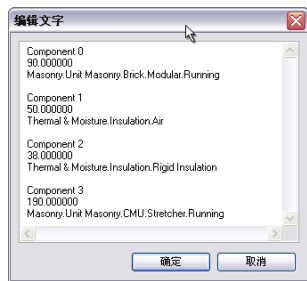 编辑文字
Component 0
90.000000
Masonry.Unit Masonry.Brick.Modular.Running
Component 1
50.000000
Thermal & Moisture.Insulation.Air
Component 2
38.000000
Thermal & Moisture.Insulation.Rigid Insulation
Component 3
190.000000
Masonry.Unit Masonry.CMU.Stretcher.Running
确定
取消